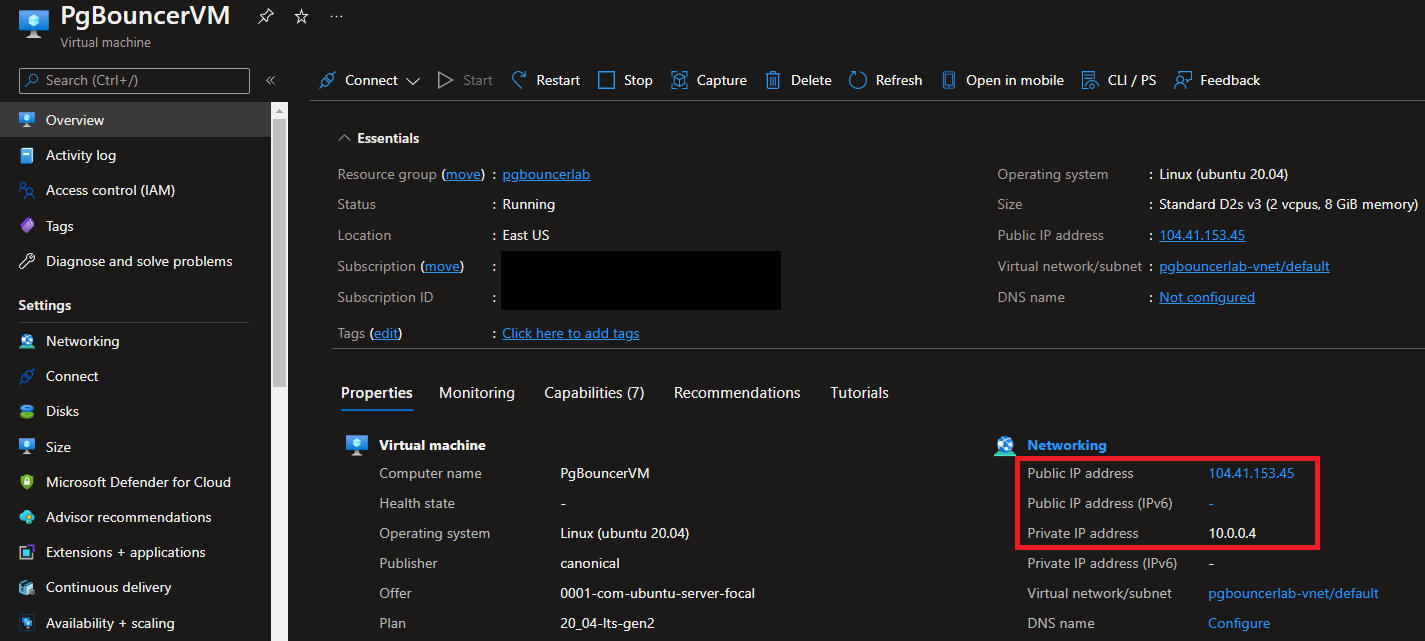 PgBouncerVM
Virtual machine
Search (Ctrl+/)
Connect Start Restart Stop Capture Delete Refresh Open in mobile CLI / PS Feedback
Overview
Activity log
Access control (IAM)
Tags
Diagnose and solve problems
Settings
Networking
Connect
Disks
Size
Microsoft Defender for Cloud
Advisor recommendations
Extensions + applications
Continuous delivery
Availability + scaling
Essentials
Resource group (move) : pgbouncerlab
Status : Running
Location : East US
Subscription (move) :
Subscription ID :
Tags (edit) : Click here to add tags
Operating system : Linux (ubuntu 20.04)
Size : Standard D2s v3 (2 vcpus, 8 GiB memory)
Public IP address : 104.41.153.45
Virtual network/subnet : pgbouncerlab-vnet/default
DNS name : Not configured
Properties Monitoring Capabilities (7) Recommendations Tutorials
Virtual machine
Computer name PgBouncerVM
Health state -
Operating system Linux (ubuntu 20.04)
Publisher canonical
Offer 0001-com-ubuntu-server-focal
Plan 20_04-lts-gen2
Networking
Public IP address 104.41.153.45
Public IP address (IPv6) -
Private IP address 10.0.0.4
Private IP address (IPv6) -
Virtual network/subnet pgbouncerlab-vnet/default
DNS name Configure